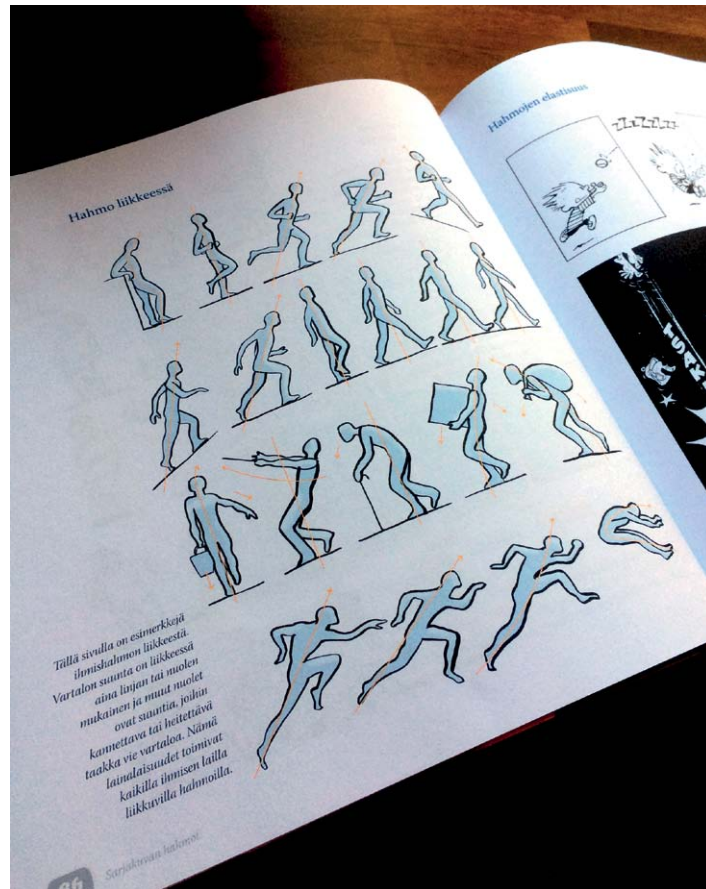 Hahmo liikkeessä
Tällä sivulla on esimerkkejä
ihmishahmon liikkeestä.
Vartalon suunta on liikkeessä
aina linjan tai nuolen
mukainen ja muud nuolet
ovat suuntia, joihin
kannettava tai heitettävä
taakka vie vartaloa. Nämä
lainalaisuudet toimivat
kaikilla ihmisen lailla
liikkuvilla hahmoilla.
86
Sarjakuvan hahmot
Hahmojen elastisuus